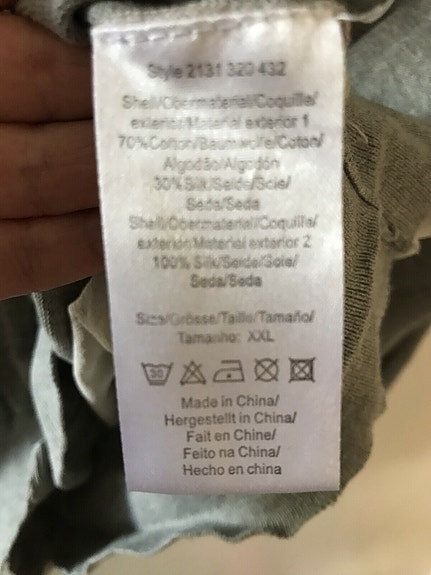 Style 2131 320 432
Shell/Obermaterial/Coquille/
exterior/Material exterior 1
70%Cotton/Baumwolle/Coton/
Algodão/Algodón
30% Silk/Seide/Soie/
Seda/Seda
Shell/Obermaterial/Coquille/
exterior/Material exterior 2
100% Silk/Seide/Soie/
Seda/Seda
Size/Grösse/Taille/Tamaño/
Tamanho: XXL
30
Made in China/
Hergestellt in China/
Fait en Chine/
Feito na China/
Hecho en china